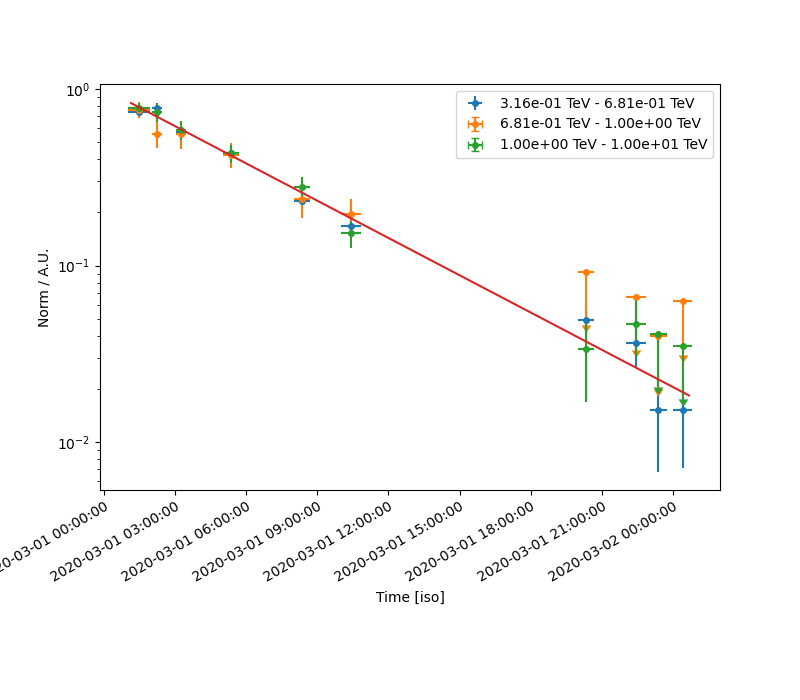 10⁰
10⁻¹
10⁻²
Norm / A.U.
3.16e-01 TeV - 6.81e-01 TeV
6.81e-01 TeV - 1.00e+00 TeV
1.00e+00 TeV - 1.00e+01 TeV
20-03-01 00:00:00
2020-03-01 03:00:00
2020-03-01 06:00:00
2020-03-01 09:00:00
2020-03-01 12:00:00
2020-03-01 15:00:00
2020-03-01 18:00:00
2020-03-01 21:00:00
2020-03-02 00:00:00
Time [iso]